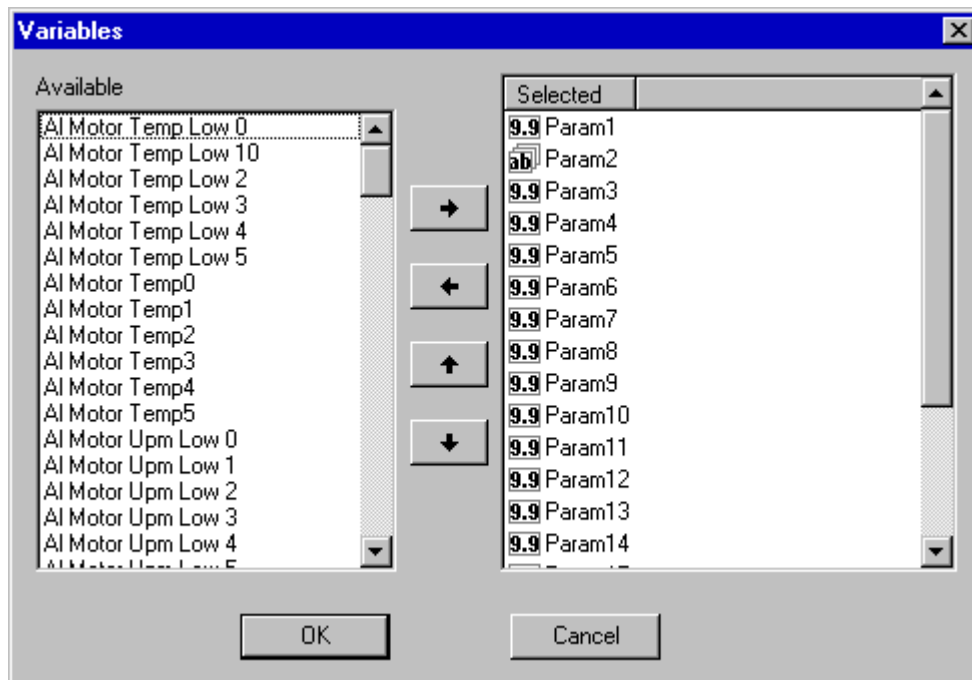 Variables
Available
Al Motor Temp Low 0
Al Motor Temp Low 10
Al Motor Temp Low 2
Al Motor Temp Low 3
Al Motor Temp Low 4
Al Motor Temp Low 5
Al Motor Temp0
Al Motor Temp1
Al Motor Temp2
Al Motor Temp3
Al Motor Temp4
Al Motor Temp5
Al Motor Upm Low 0
Al Motor Upm Low 1
Al Motor Upm Low 2
Al Motor Upm Low 3
Al Motor Upm Low 4
Selected
9.9 Param1
ab Param2
9.9 Param3
9.9 Param4
9.9 Param5
9.9 Param6
9.9 Param7
9.9 Param8
9.9 Param9
9.9 Param10
9.9 Param11
9.9 Param12
9.9 Param13
9.9 Param14
OK
Cancel